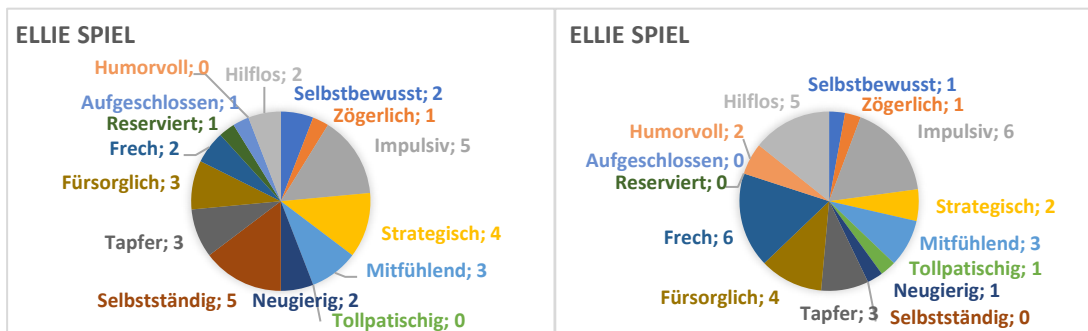 ELLIE SPIEL
Humorvoll; 0
Hilflos; 2
Selbstbewusst; 2
Aufgeschlossen; 1
Zögerlich; 1
Reserviert; 1
Impulsiv; 5
Frech; 2
Fürsorglich; 3
Strategisch; 4
Tapfer; 3
Mitfühlend; 3
Selbstständig; 5
Neugierig; 2
Tollpatischig; 0
ELLIE SPIEL
Selbstbewusst; 1
Hilflos; 5
Zögerlich; 1
Impulsiv; 6
Humorvoll; 2
Aufgeschlossen; 0
Reserviert; 0
Strategisch; 2
Frech; 6
Mitfühlend; 3
Tollpatischig; 1
Neugierig; 1
Fürsorglich; 4
Tapfer; 3
Selbstständig; 0